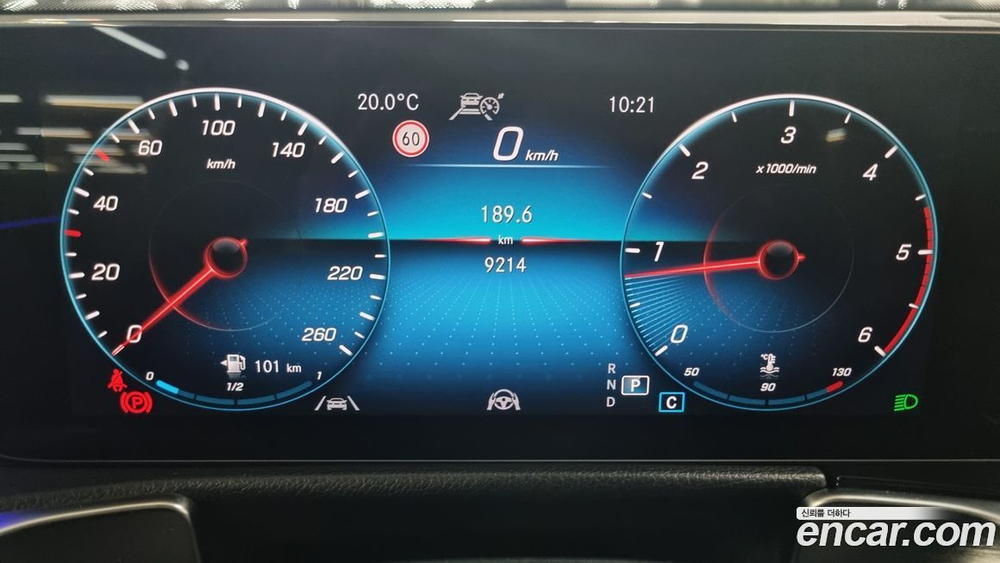 20.0°C
10:21
60
0 km/h
0
20
40
60
100
140
180
220
260
km/h
189.6
km
9214
0
1
2
3
4
5
6
x1000/min
101 km
0
1/2
1
R
N P
D
C
50
90
130
°C/°F
신뢰를 더하다
encar.com